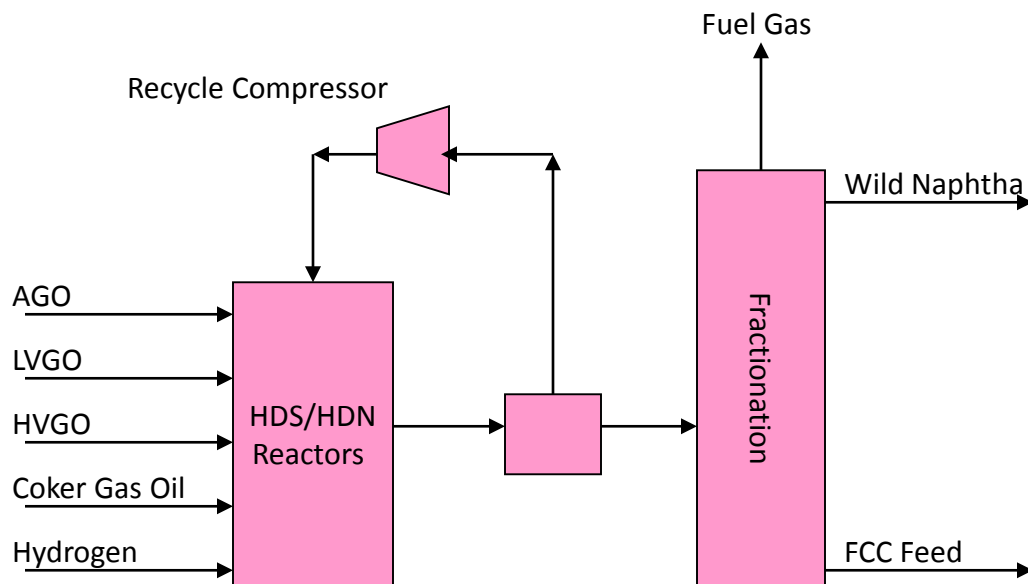 Fuel Gas
Recycle Compressor
Wild Naphtha
AGO
LVGO
HVGO
Coker Gas Oil
Hydrogen
HDS/HDN
Reactors
Fractionation
FCC Feed